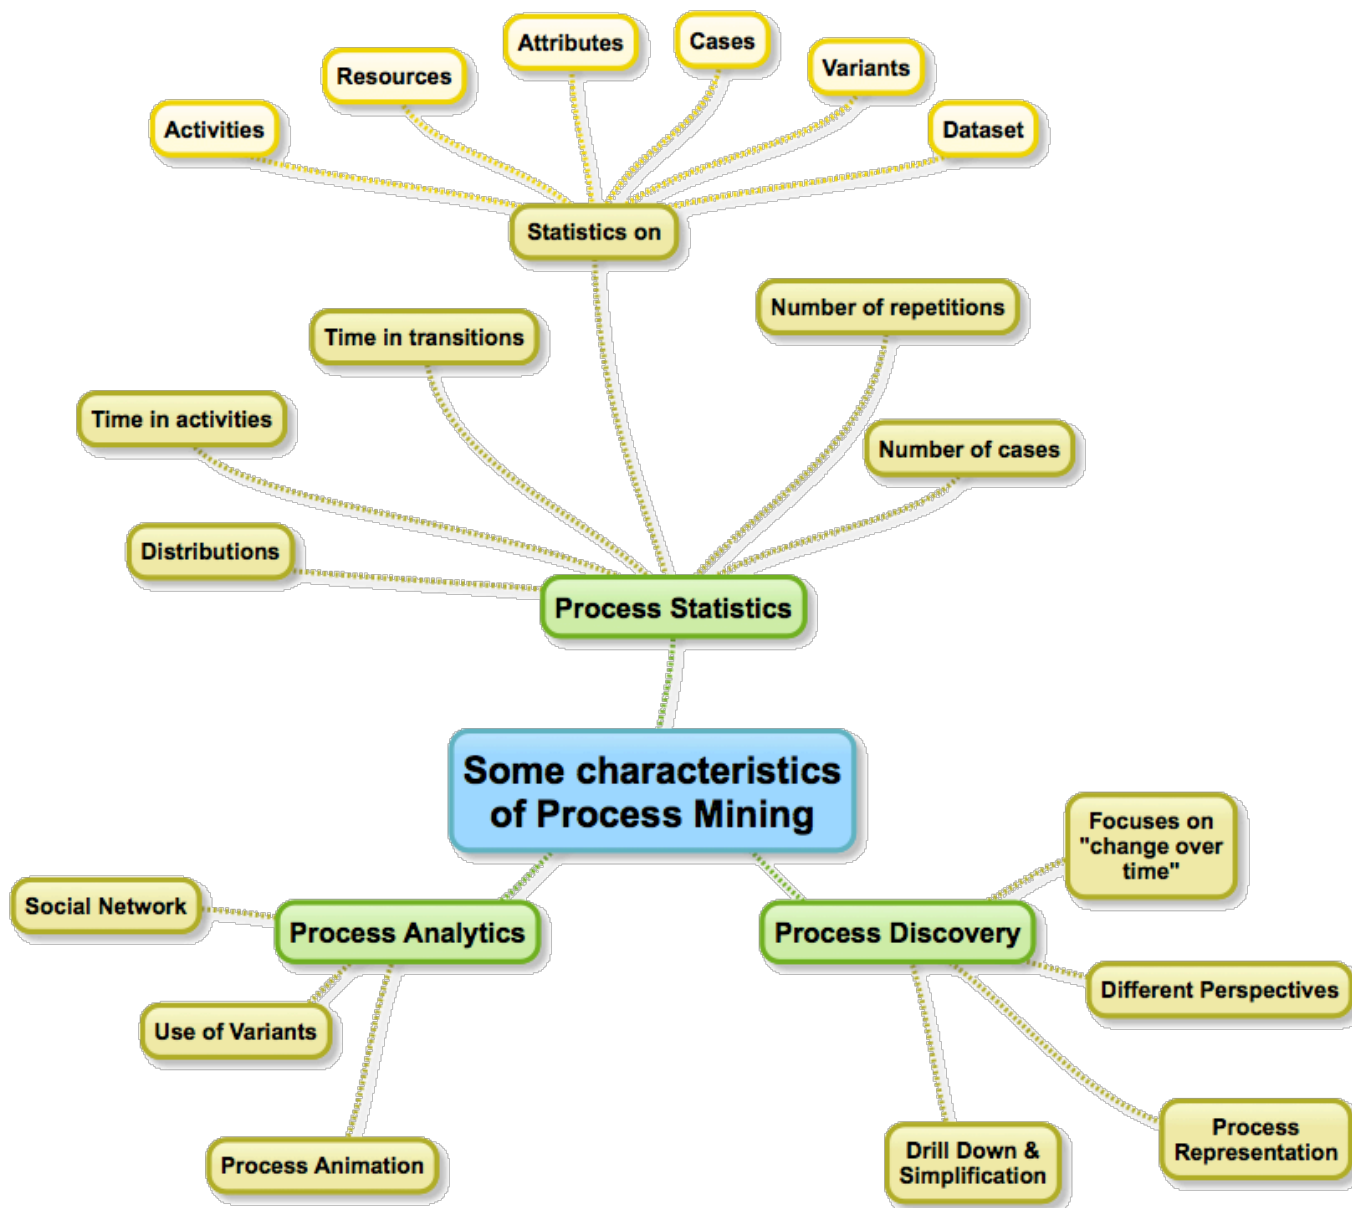 Attributes
Cases
Resources
Variants
Activities
Dataset
Statistics on
Number of repetitions
Time in transitions
Time in activities
Number of cases
Distributions
Process Statistics
Some characteristics
of Process Mining
Focuses on
"change over
time"
Social Network
Process Analytics
Process Discovery
Different Perspectives
Use of Variants
Process
Representation
Drill Down &
Simplification
Process Animation